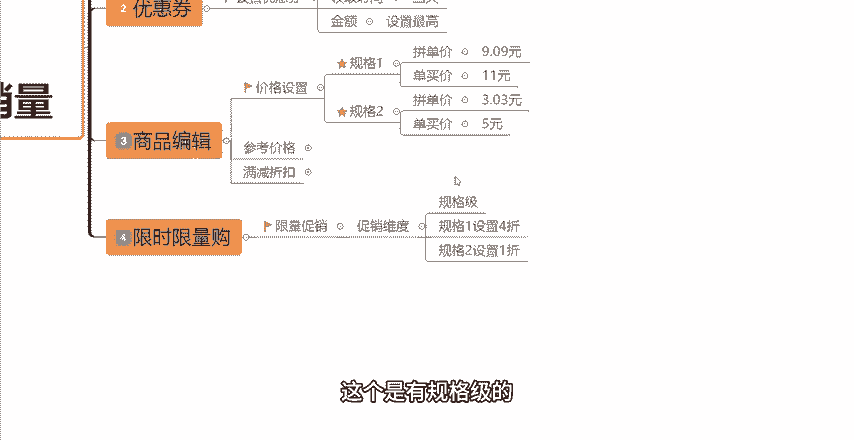 2 优惠券
金额 设置最高
销量
3 商品编辑
价格设置
规格1
拼单价 9.09元
单买价 11元
规格2
拼单价 3.03元
单买价 5元
参考价格
满减折扣
4 限时限量购
限量促销 促销维度
规格级
规格1设置4折
规格2设置1折
这个是有规格级的